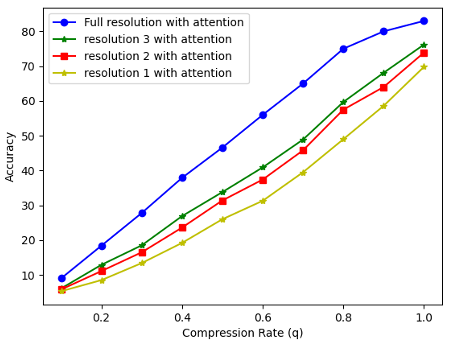 Full resolution with attention
resolution 3 with attention
resolution 2 with attention
resolution 1 with attention
Accuracy
80
70
60
50
40
30
20
10
0.2 0.4 0.6 0.8 1.0
Compression Rate (q)